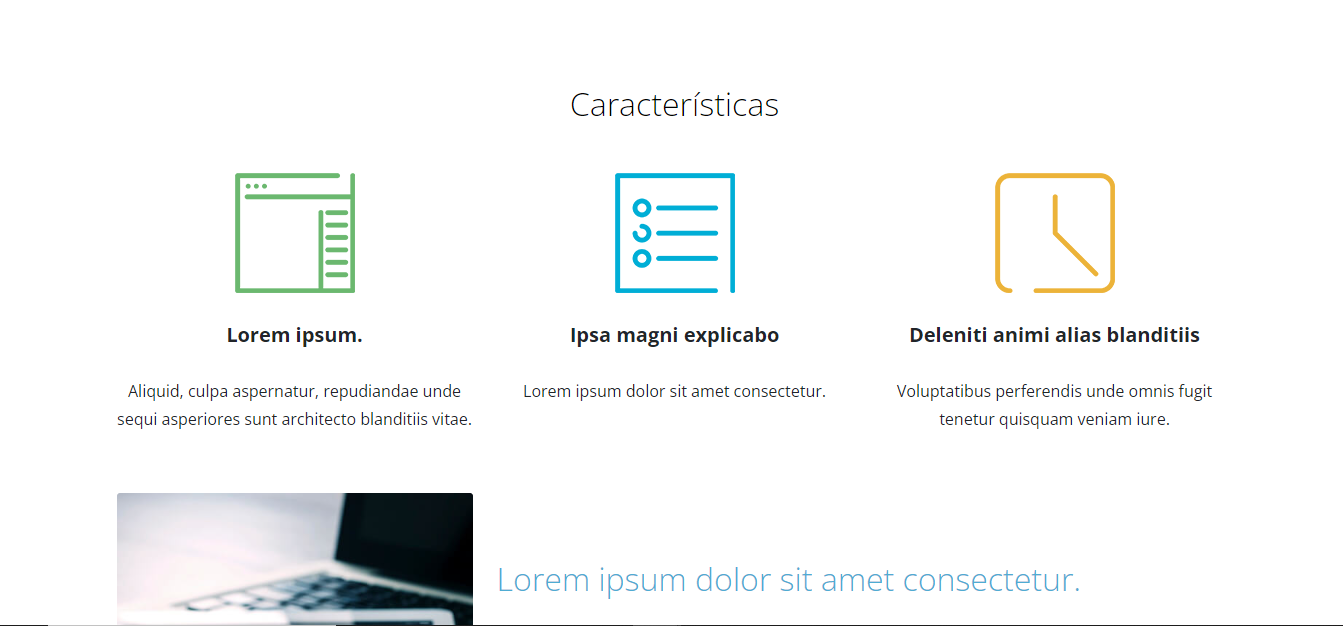 Características
Lorem ipsum.
Ipsa magni explicabo
Deleniti animi alias blanditiis
Aliquid, culpa aspernatur, repudiandae unde
sequi asperiores sunt architecto blanditiis vitae.
Lorem ipsum dolor sit amet consectetur.
Voluptatibus perferendis unde omnis fugit
tenetur quisquam veniam iure.
Lorem ipsum dolor sit amet consectetur.